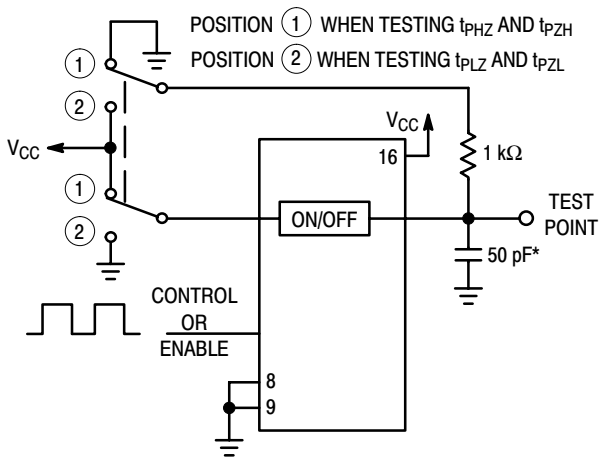 POSITION 1 WHEN TESTING tPHZ AND tPZH
POSITION 2 WHEN TESTING tPLZ AND tPZL
1
2
VCC
1
2
VCC
16
1 kΩ
ON/OFF
TEST
POINT
50 pF*
CONTROL
OR
ENABLE
8
9